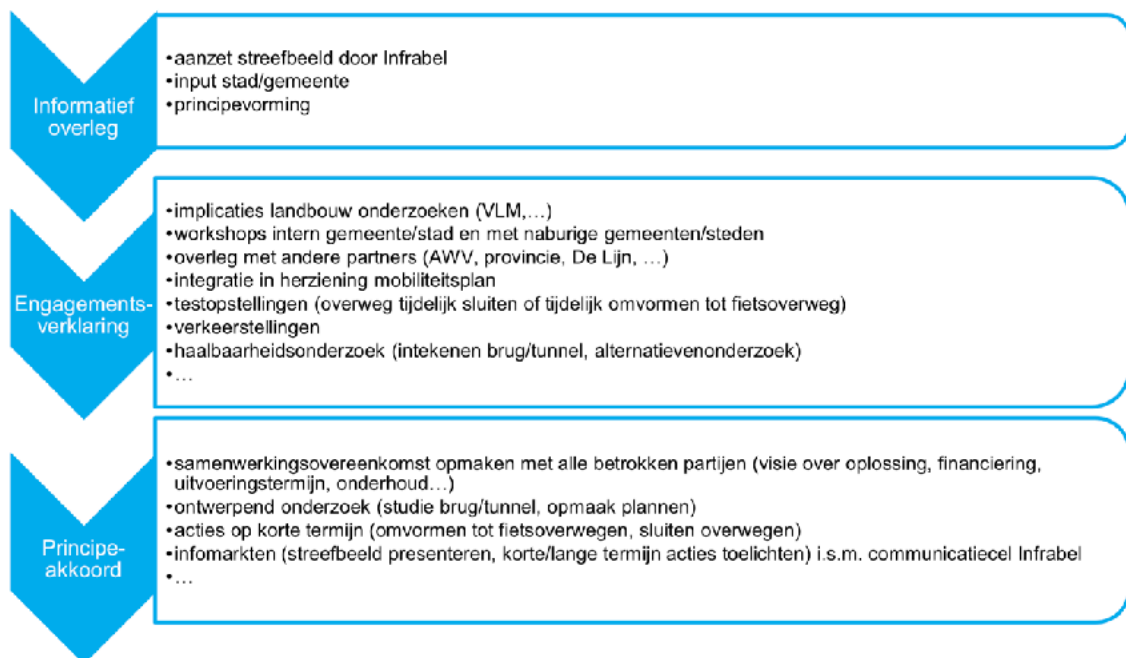 Informatief
overleg
•aanzet streefbeeld door Infrabel
•input stad/gemeente
•principevorming
Engagements-
verklaring
•implicaties landbouw onderzoeken (VLM,…)
•workshops intern gemeente/stad en met naburige gemeenten/steden
•overleg met andere partners (AWV, provincie, De Lijn, …)
•integratie in herziening mobiliteitsplan
•testopstellingen (overweg tijdelijk sluiten of tijdelijk omvormen tot fietsoverweg)
•verkeerstellingen
•haalbaarheidsonderzoek (intekenen brug/tunnel, alternatievenonderzoek)
•…
Principe-
akkoord
•samenwerkingsovereenkomst opmaken met alle betrokken partijen (visie over oplossing, financiering,
uitvoeringstermijn, onderhoud…)
•ontwerpend onderzoek (studie brug/tunnel, opmaak plannen)
•acties op korte termijn (omvormen tot fietsoverwegen, sluiten overwegen)
•infomarkten (streefbeeld presenteren, korte/lange termijn acties toelichten) i.s.m. communicatiecel Infrabel
•…